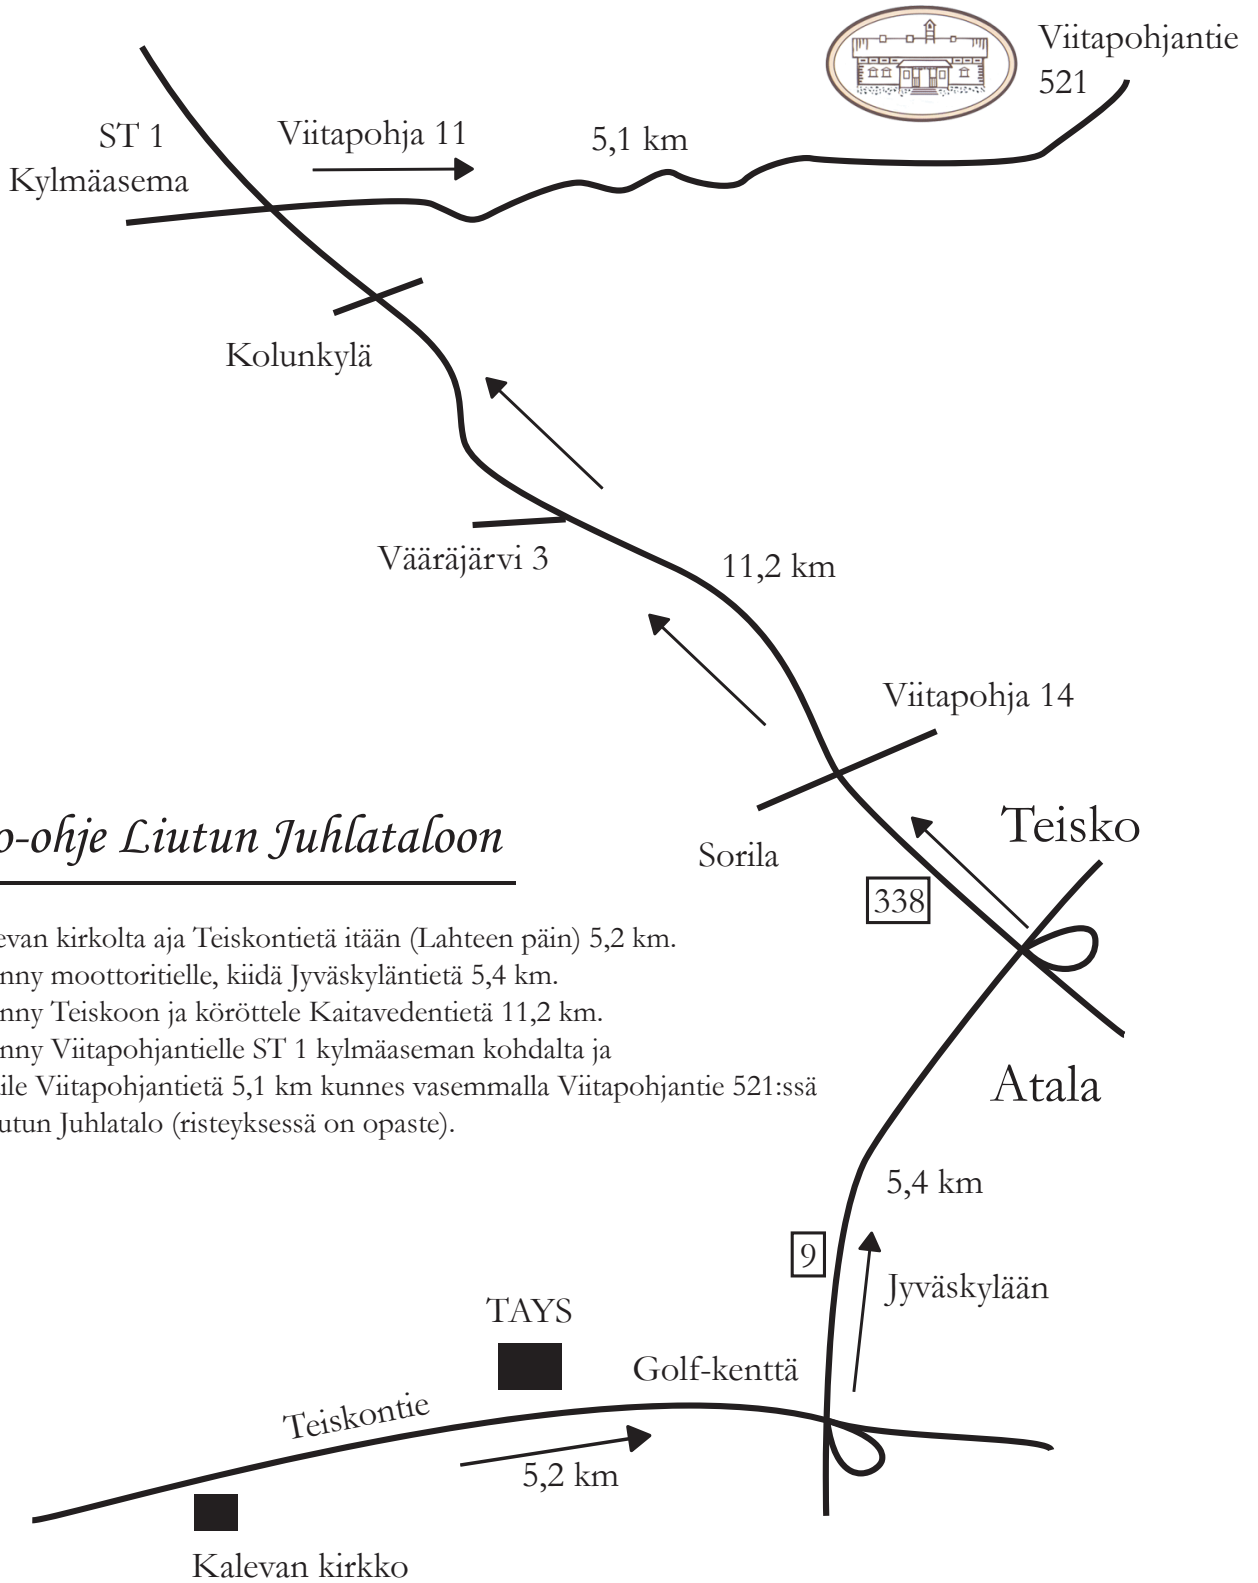 Viitapohjantie
521
ST 1
Kylmäasema
Viitapohja 11
5,1 km
Kolunkylä
Vääräjärvi 3
11,2 km
Viitapohja 14
Teisko
Sorila
338
o-ohje Liutun Juhlataloon
evan kirkolta aja Teiskontietä itään (Lahteen päin) 5,2 km.
nny moottoritielle, kiidä Jyväskyläntietä 5,4 km.
nny Teiskoon ja köröttele Kaitavedentietä 11,2 km.
nny Viitapohjantielle ST 1 kylmäaseman kohdalta ja
ile Viitapohjantietä 5,1 km kunnes vasemmalla Viitapohjantie 521:ssä
utun Juhlatalo (risteyksessä on opaste).
Atala
5,4 km
9
Jyväskylään
TAYS
Golf-kenttä
Teiskontie
5,2 km
Kalevan kirkko